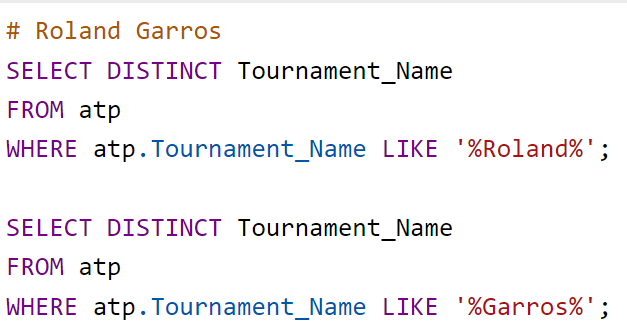 # Roland Garros
SELECT DISTINCT Tournament_Name
FROM atp
WHERE atp.Tournament_Name LIKE '%Roland%';
SELECT DISTINCT Tournament_Name
FROM atp
WHERE atp.Tournament_Name LIKE '%Garros%';